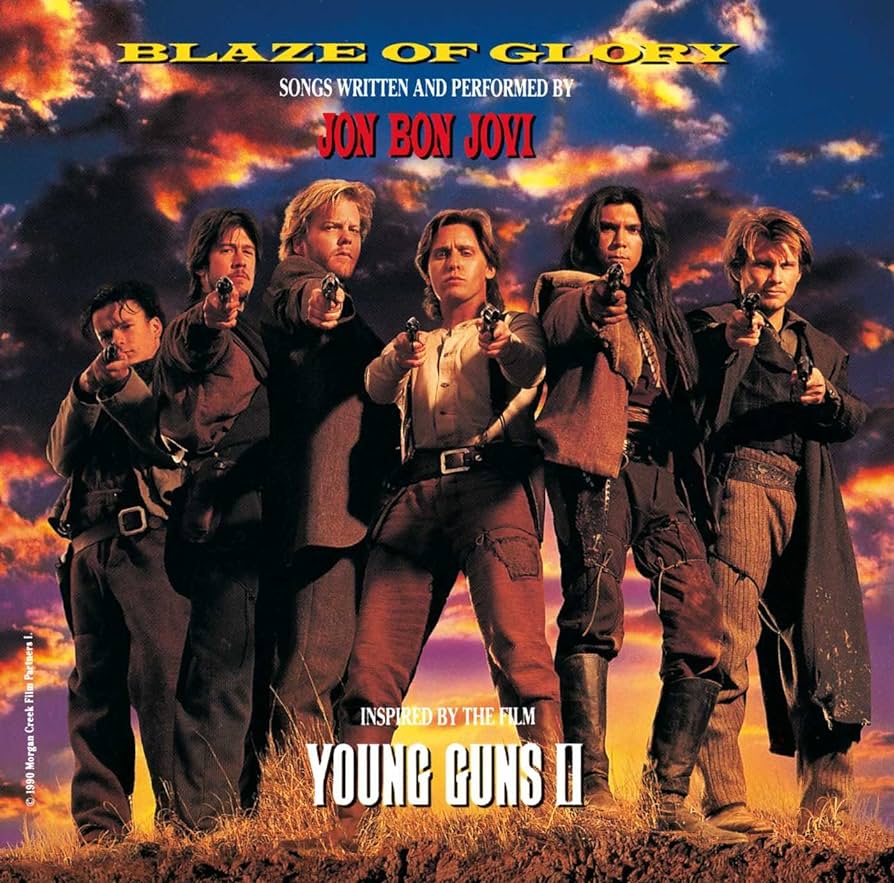 BLAZE OF GLORY
SONGS WRITTEN AND PERFORMED BY
JON BON JOVI
INSPIRED BY THE FILM
YOUNG GUNS II
© 1990 Morgan Creek Film Partners I.